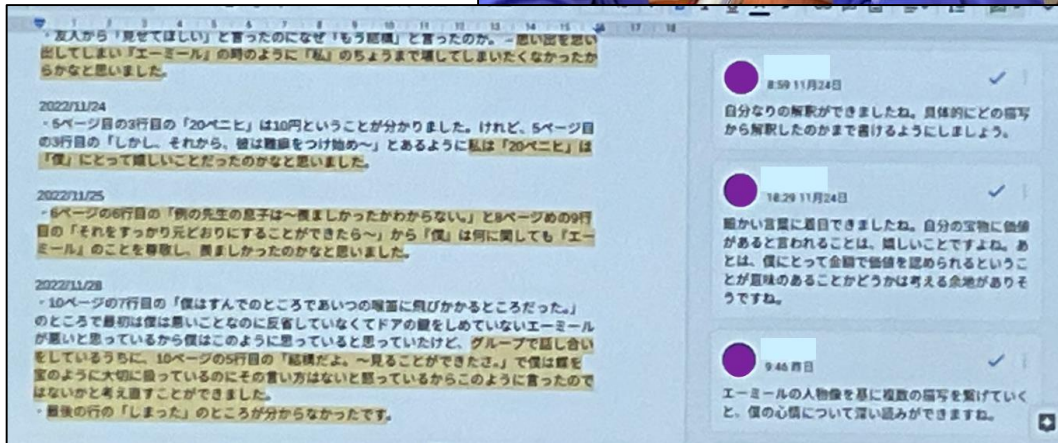 ・友人から「見せてほしい」と言ったのになぜ「もう結構」と言ったのか。→思い出を思い
出してしまい『エーミール』の時のように「私」のちょうまで壊してしまいたくなかったか
らかなと思いました。
2022/11/24
・5ページ目の3行目の「20ペニヒ」は10円ということが分かりました。けれど、5ページ目
の3行目の「しかし、それから、彼は難癖をつけ始め〜」とあるように私は「20ペニヒ」は
「僕」にとって嬉しいことだったのかなと思いました。
2022/11/25
・6ページの6行目の「例の先生の息子は〜羨ましかったかわからない。」と8ページめの9行
目の「それをすっかり元どおりにすることができたら〜」から『僕』は何に関しても『エー
ミール』のことを尊敬し、羨ましかったのかなと思いました。
2022/11/28
・10ページの7行目の「僕はすんでのところであいつの喉笛に飛びかかるところだった。」
のところで最初は僕は悪いことなのに反省していなくてドアの鍵をしめていないエーミール
が悪いと思っているから僕はこのように思っていると思っていたけど、グループで話し合い
をしているうちに、10ページの5行目の「結構だよ。〜見ることができたさ。」で僕は蝶を
宝のように大切に扱っているのにその言い方はないと怒っているからこのように言ったので
はないかと考え直すことができました。
・最後の行の「しまった」のところが分からなかったです。
8:59 11月24日
自分なりの解釈ができましたね。具体的にどの描写
から解釈したのかまで書けるようにしましょう。
18:29 11月24日
細かい言葉に着目できましたね。自分の宝物に価値
があると言われることは、嬉しいことですよね。あ
とは、僕にとって金額で価値を認められるというこ
とが意味のあることかどうかは考える余地がありそ
うですね。
9:46 昨日
エーミールの人物像を基に複数の描写を繋げていく
と、僕の心情について深い読みができますね。